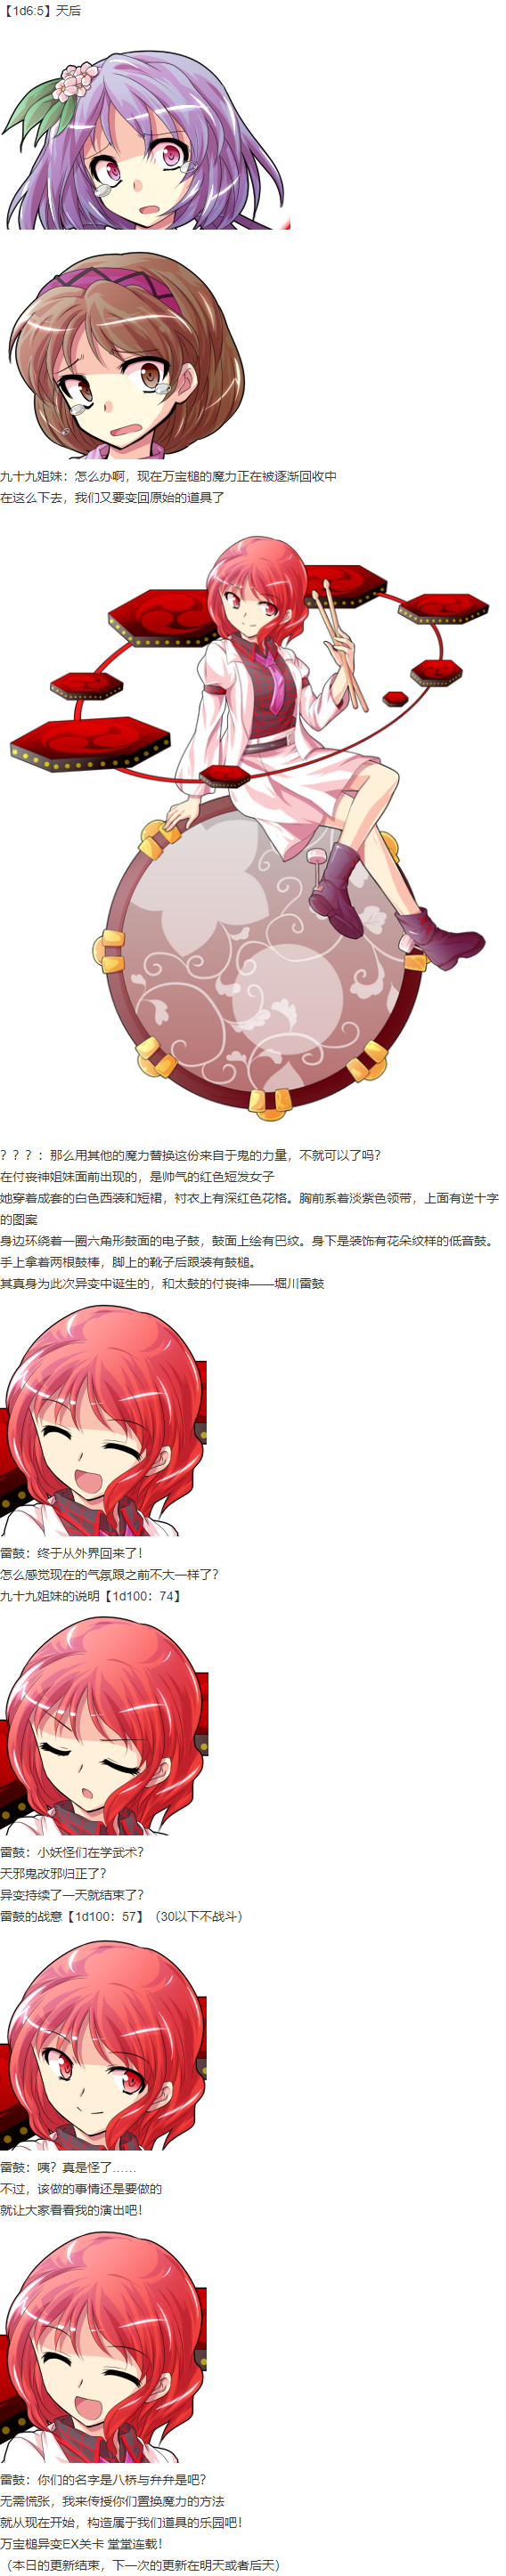 【1d6:5】天后
九十九姐妹：怎么办啊，现在万宝槌的魔力正在被逐渐回收中
在这么下去，我们又要变回原始的道具了
？？？：那么用其他的魔力替换这份来自于鬼的力量，不就可以了吗？
在付丧神姐妹面前出现的，是帅气的红色短发女子
她穿着成套的白色西装和短裙，衬衣上有深红色花格。胸前系着淡紫色领带，上面有逆十字
的图案
身边环绕着一圈六角形鼓面的电子鼓，鼓面上绘有巴纹。身下是装饰有花朵纹样的低音鼓。
手上拿着两根鼓棒，脚上的靴子后跟装有鼓槌。
其真身为此次异变中诞生的，和太鼓的付丧神——堀川雷鼓
雷鼓：终于从外界回来了！
怎么感觉现在的气氛跟之前不大一样了？
九十九姐妹的说明【1d100：74】
雷鼓：小妖怪们在学武术？
天邪鬼改邪归正了？
异变持续了一天就结束了？
雷鼓的战意【1d100：57】（30以下不战斗）
雷鼓：咦？真是怪了……
不过，该做的事情还是要做的
就让大家看看我的演出吧！
雷鼓：你们的名字是八桥与弁弁是吧？
无需慌张，我来传授你们置换魔力的方法
就从现在开始，构造属于我们道具的乐园吧！
万宝槌异变EX关卡 堂堂连载！
（本日的更新结束，下一次的更新在明天或者后天）